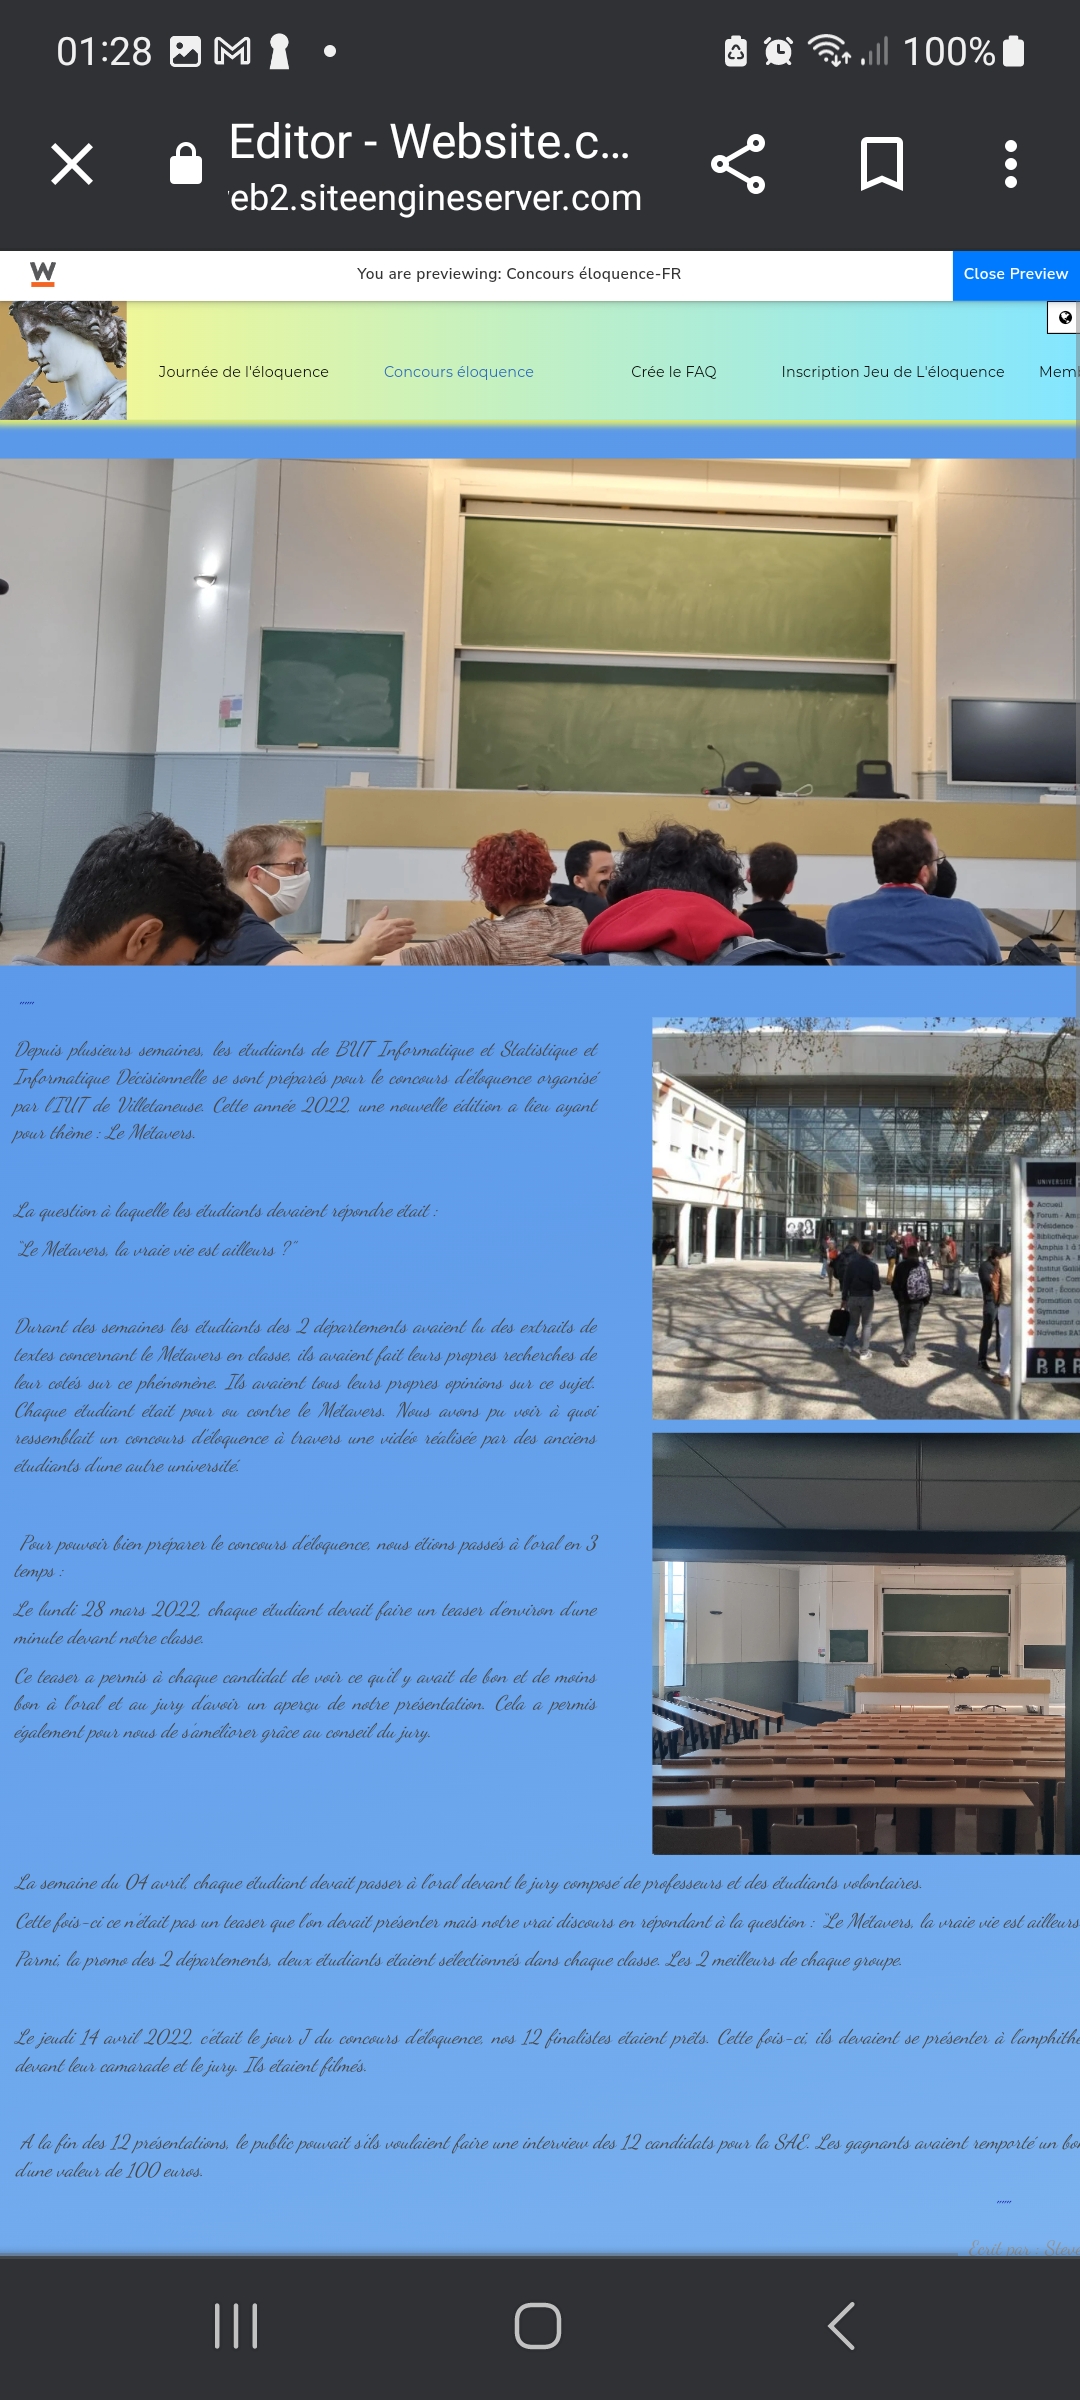 01:28
100%
Editor - Website.c...
eb2.siteengineserver.com
W
You are previewing: Concours éloquence-FR
Close Preview
Journée de l'éloquence
Concours éloquence
Crée le FAQ
Inscription Jeu de L'éloquence
Mem
Depuis plusieurs semaines, les étudiants de BUT Informatique et Statistique et
Informatique Décisionnelle se sont préparés pour le concours d'éloquence organisé
par l'IUT de Villetaneuse. Cette année 2022, une nouvelle édition a lieu ayant
pour thème : Le Métavers.
La question à laquelle les étudiants devaient répondre était :
"Le Métavers, la vraie vie est ailleurs ?"
Durant des semaines les étudiants des 2 départements avaient lu des extraits de
textes concernant le Métavers en classe, ils avaient fait leurs propres recherches de
leur cotés sur ce phénomène. Ils avaient tous leurs propres opinions sur ce sujet.
Chaque étudiant était pour ou contre le Métavers. Nous avons pu voir à quoi
ressemblait un concours d'éloquence à travers une vidéo réalisée par des anciens
étudiants d'une autre université.
Pour pouvoir bien préparer le concours d'éloquence, nous étions passés à l'oral en 3
temps :
Le lundi 28 mars 2022, chaque étudiant devait faire un teaser d'environ d'une
minute devant notre classe.
Ce teaser a permis à chaque candidat de voir ce qu'il y avait de bon et de moins
bon à l'oral et au jury d'avoir un aperçu de notre présentation. Cela a permis
également pour nous de s'améliorer grâce au conseil du jury.
UNIVERSITÉ
Accueil
Forum - Am
Présidence
Bibliothèque
Amphis 1 à
Amphis A -
Institut Gali
Lettres - Com
Droit - Écono
Formation co
Gymnase
Restaurant
Navettes RA
La semaine du 04 avril, chaque étudiant devait passer à l'oral devant le jury composé de professeurs et des étudiants volontaires.
Cette fois-ci ce n'était pas un teaser que l'on devait présenter mais notre vrai discours en répondant à la question : "Le Métavers, la vraie vie est ailleurs
Parmi, la promo des 2 départements, deux étudiants étaient sélectionnés dans chaque classe. Les 2 meilleurs de chaque groupe.
Le jeudi 14 avril 2022, c'était le jour J du concours d'éloquence, nos 12 finalistes étaient prêts. Cette fois-ci, ils devaient se présenter à l'amphithé
devant leur camarade et le jury. Ils étaient filmés.
A la fin des 12 présentations, le public pouvait s'ils voulaient faire une interview des 12 candidats pour la SAE. Les gagnants avaient remporté un bon
d'une valeur de 100 euros.
Ecrit par : Steve